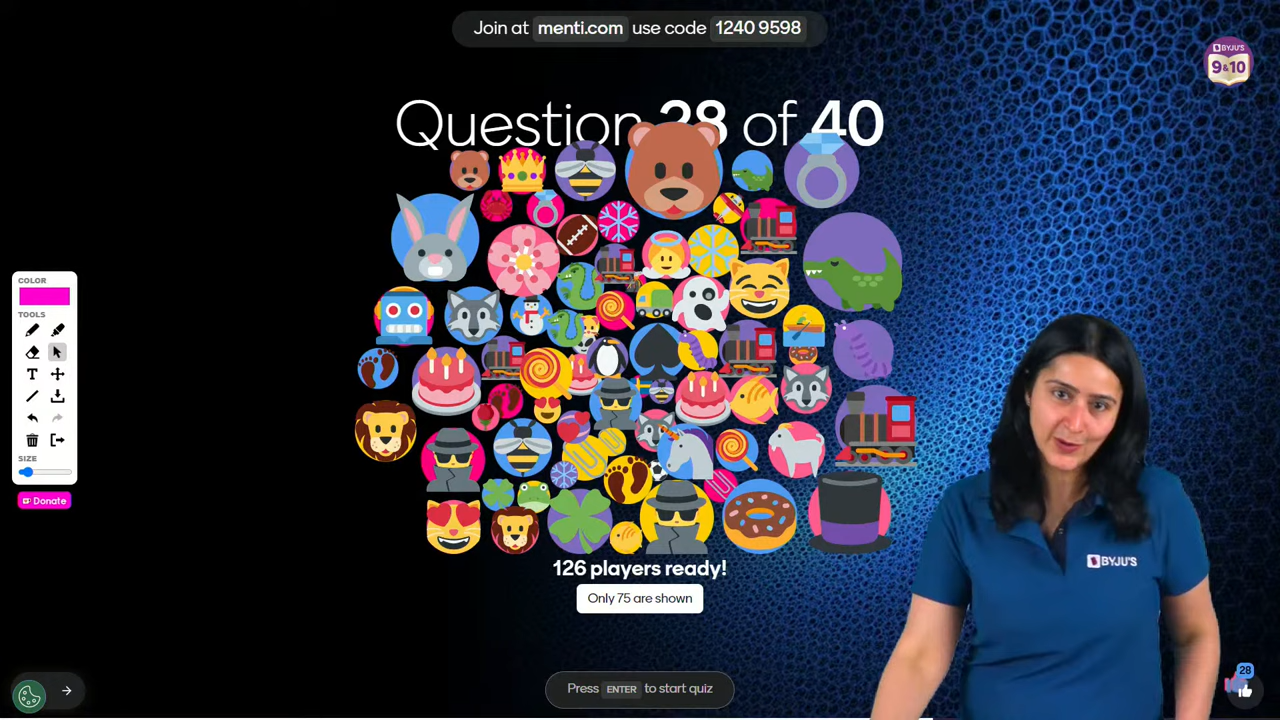 Join at menti.com use code 1240 9598
BYJU'S
9&10
Question 28 of 40
COLOR
TOOLS
T
SIZE
Donate
BYJU'S
126 players ready!
Only 75 are shown
Press ENTER to start quiz
28